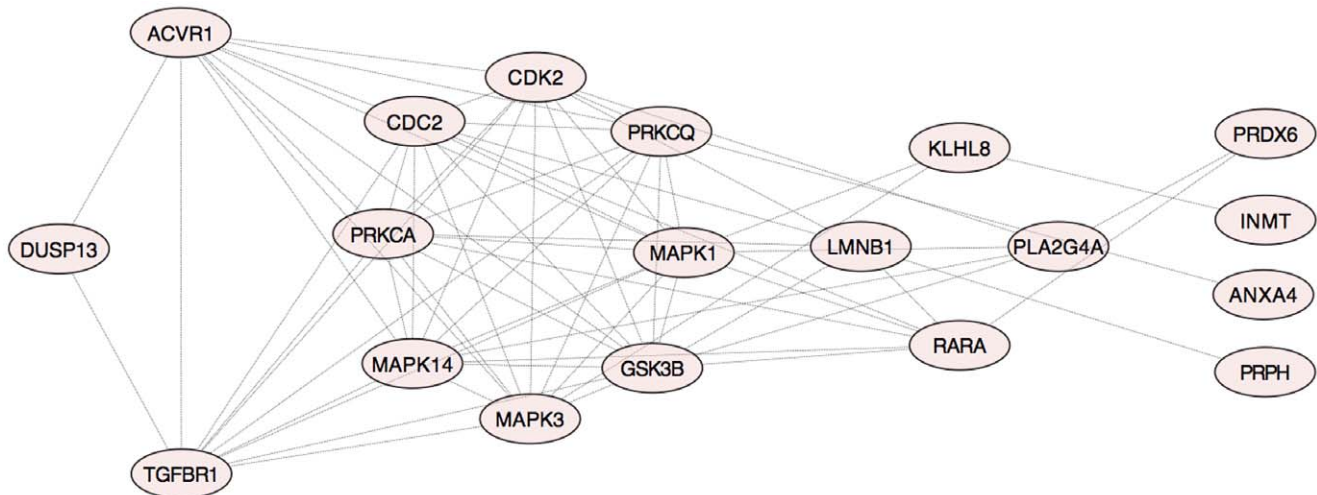 ACVR1
CDK2
CDC2
PRKCQ
KLHL8
PRDX6
INMT
PRKCA
DUSP13
MAPK1
LMNB1
PLA2G4A
ANXA4
RARA
MAPK14
GSK3B
PRPH
MAPK3
TGFBR1